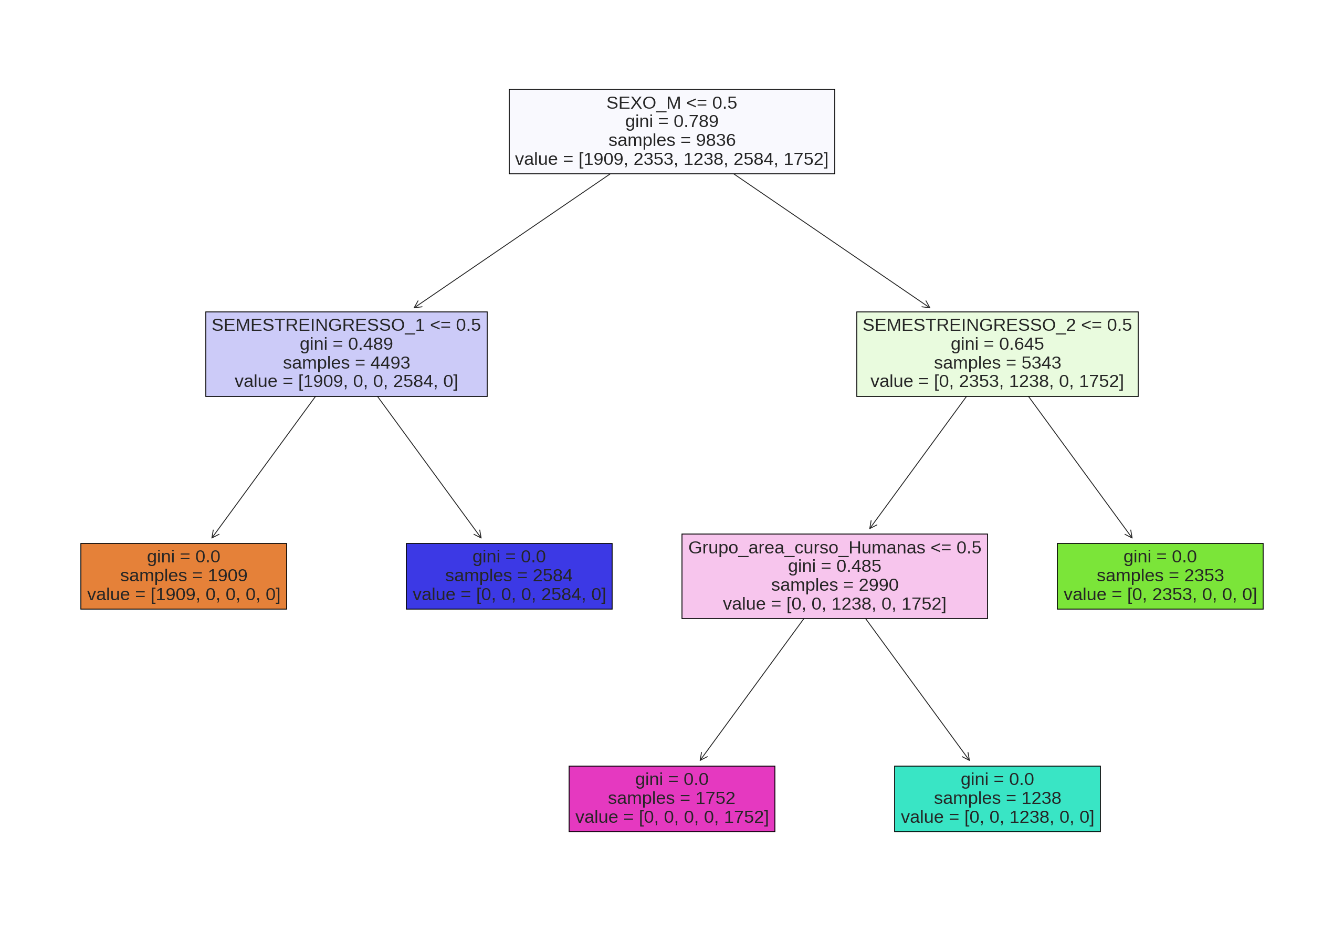 SEXO_M <= 0.5
gini = 0.789
samples = 9836
value = [1909, 2353, 1238, 2584, 1752]
SEMESTREINGRESSO_1 <= 0.5
gini = 0.489
samples = 4493
value = [1909, 0, 0, 2584, 0]
SEMESTREINGRESSO_2 <= 0.5
gini = 0.645
samples = 5343
value = [0, 2353, 1238, 0, 1752]
gini = 0.0
samples = 1909
value = [1909, 0, 0, 0, 0]
gini = 0.0
samples = 2584
value = [0, 0, 0, 2584, 0]
Grupo_area_curso_Humanas <= 0.5
gini = 0.485
samples = 2990
value = [0, 0, 1238, 0, 1752]
gini = 0.0
samples = 2353
value = [0, 2353, 0, 0, 0]
gini = 0.0
samples = 1752
value = [0, 0, 0, 0, 1752]
gini = 0.0
samples = 1238
value = [0, 0, 1238, 0, 0]